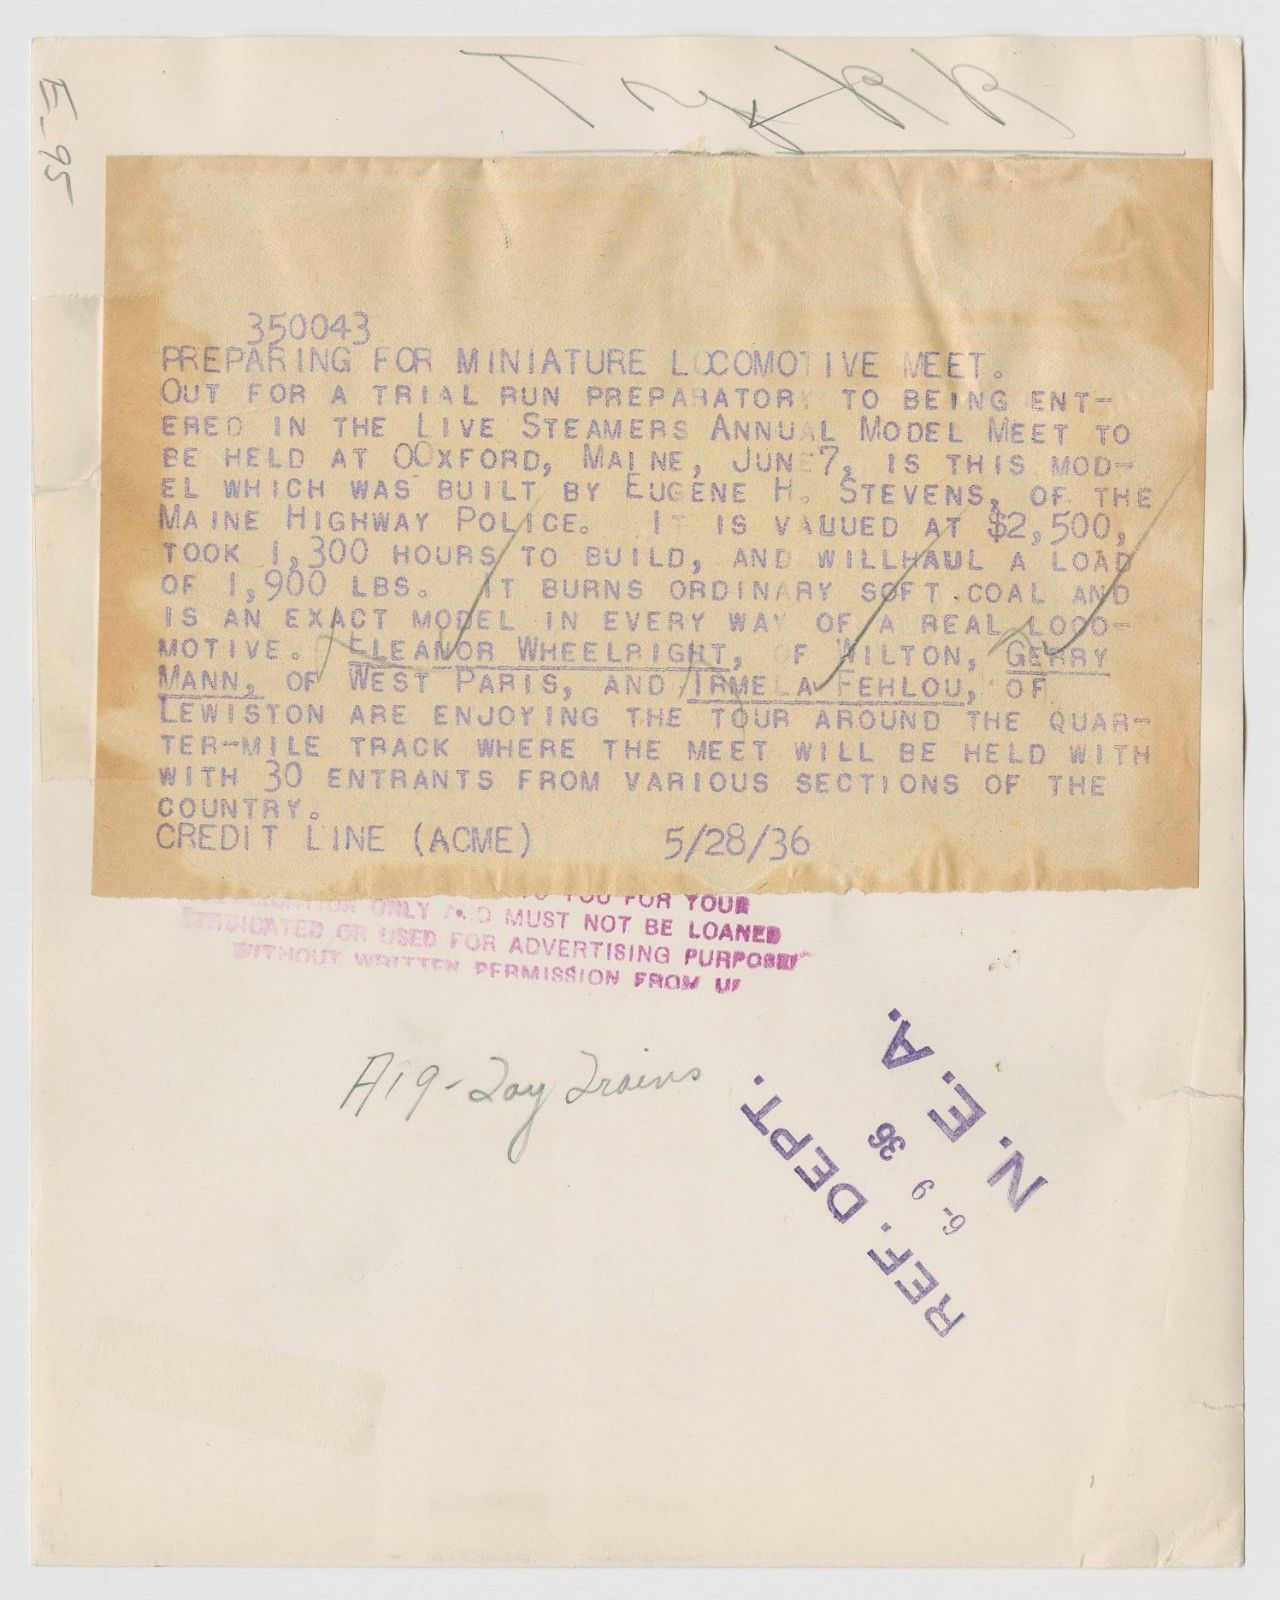 E-95
350043
PREPARING FOR MINIATURE LOCOMOTIVE MEET.
OUT FOR A TRIAL RUN PREPARATORY TO BEING ENT-
ERED IN THE LIVE STEAMERS ANNUAL MODEL MEET TO
BE HELD AT OOXFORD, MAINE, JUNE 7, IS THIS MOD-
EL WHICH WAS BUILT BY EUGENE H. STEVENS, OF THE
MAINE HIGHWAY POLICE. IT IS VALUED AT $2,500,
TOOK 1,300 HOURS TO BUILD, AND WILLHAUL A LOAD
OF 1,900 LBS. IT BURNS ORDINARY SOFT COAL AND
IS AN EXACT MODEL IN EVERY WAY OF A REAL LOCO-
MOTIVE. ELEANOR WHEELRIGHT, OF WILTON, GERRY
MANN, OF WEST PARIS, AND IRMELA FEHLOU, OF
LEWISTON ARE ENJOYING THE TOUR AROUND THE QUAR-
TER-MILE TRACK WHERE THE MEET WILL BE HELD WITH
WITH 30 ENTRANTS FROM VARIOUS SECTIONS OF THE
COUNTRY.
CREDIT LINE (ACME) 5/28/36
TO YOU FOR YOUR
ONLY AND MUST NOT BE LOANED
OR USED FOR ADVERTISING
WITHOUT WRITTEN PERMISSION FROM
A19-Toy Trains
REF. DEPT.
6-9 36
N. E. A.